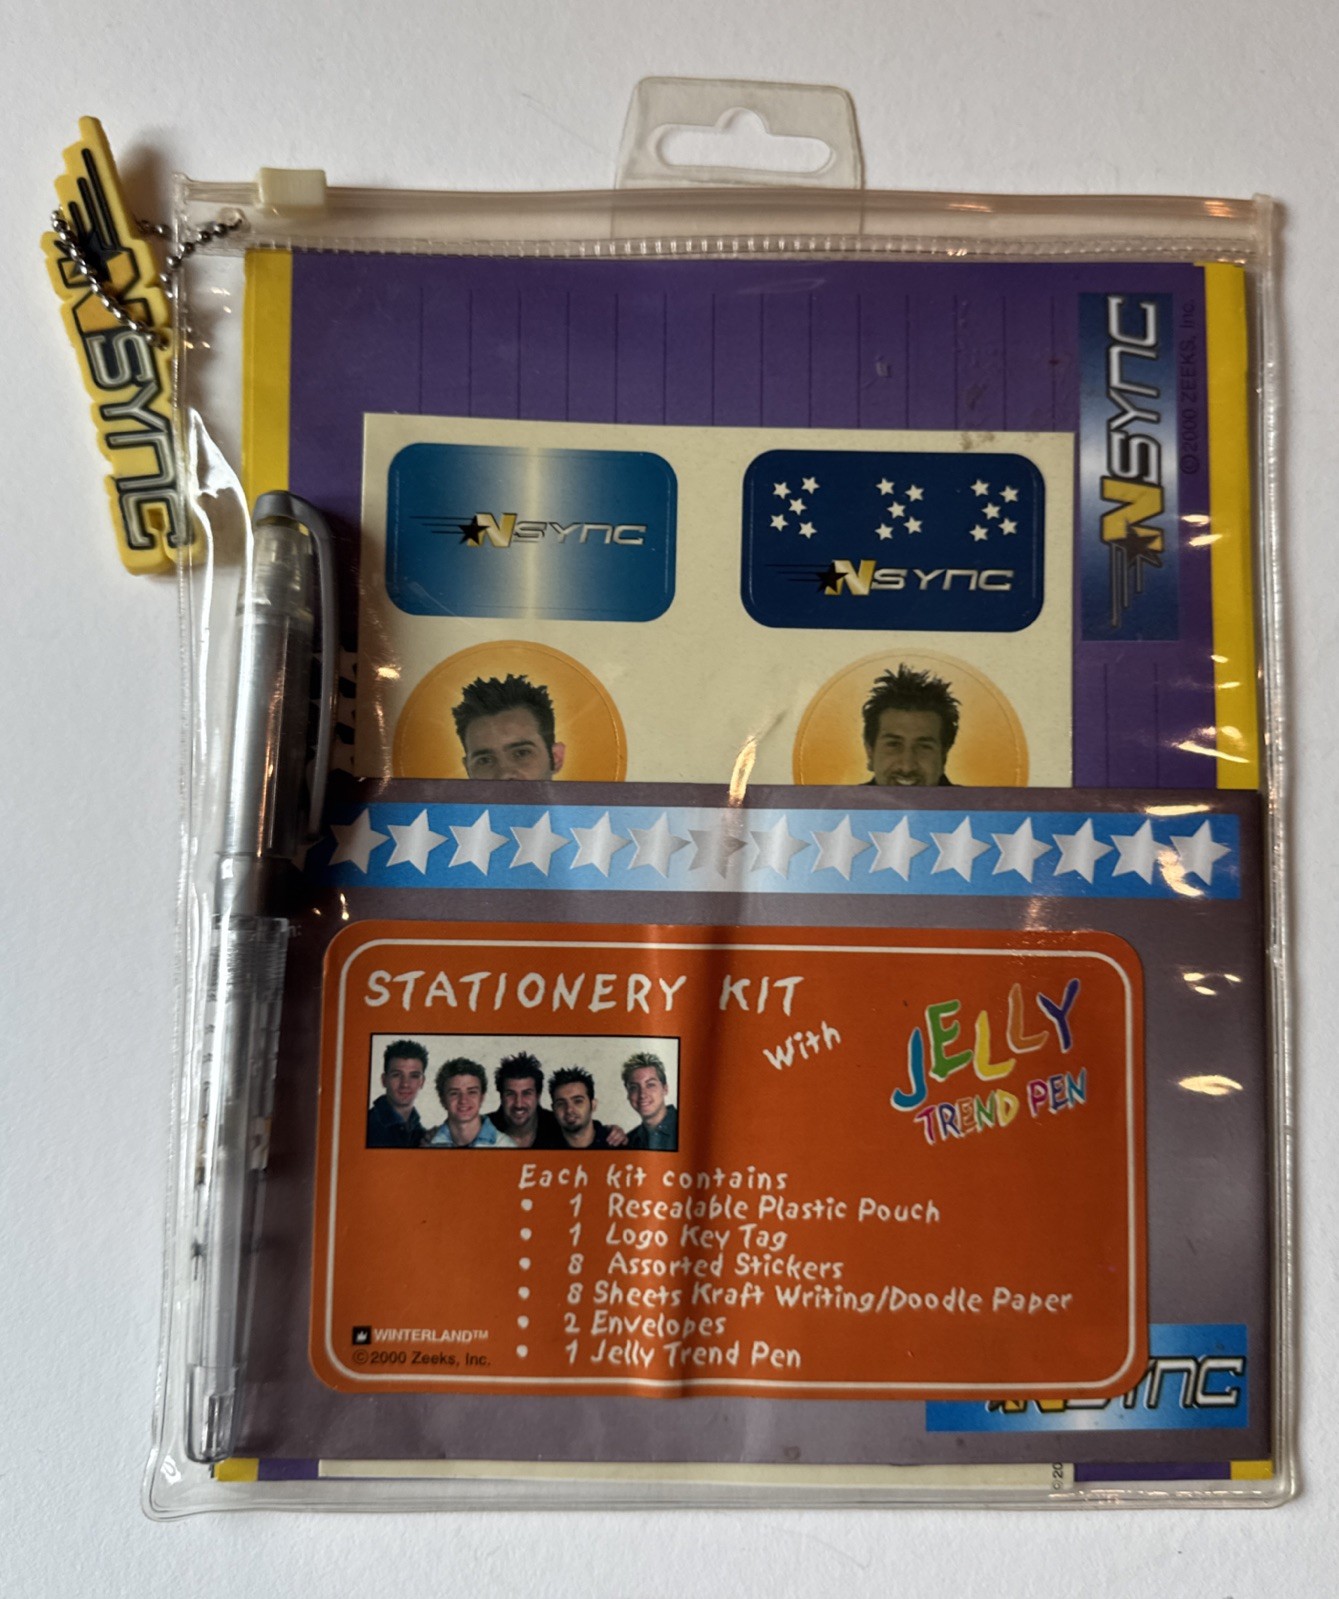 NSYNC
NSYNC
©2000 ZEEKS, Inc.
NSYNC
NSYNC
STATIONERY KIT
with
JELLY
TREND PEN
Each kit contains
• 1 Resealable Plastic Pouch
• 1 Logo Key Tag
• 8 Assorted Stickers
• 8 Sheets Kraft Writing/Doodle Paper
• 2 Envelopes
• 1 Jelly Trend Pen
WINTERLAND™
©2000 Zeeks, Inc.
NSYNC
©20